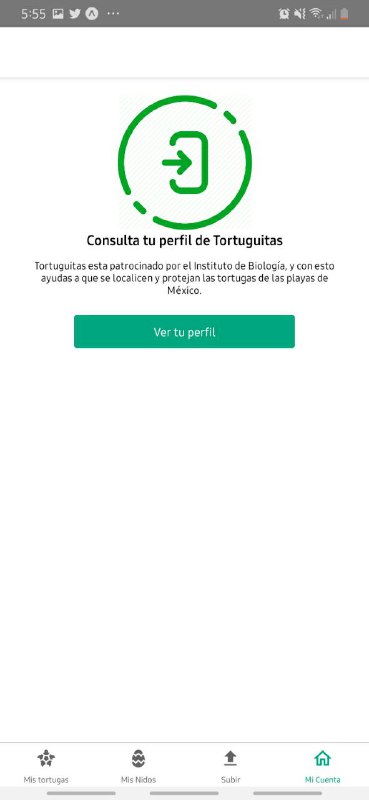 5:55
Consulta tu perfil de Tortuguitas
Tortuguitas esta patrocinado por el Instituto de Biología, y con esto
ayudas a que se localicen y protejan las tortugas de las playas de
México.
Ver tu perfil
Mis tortugas
Mis Nidos
Subir
Mi Cuenta